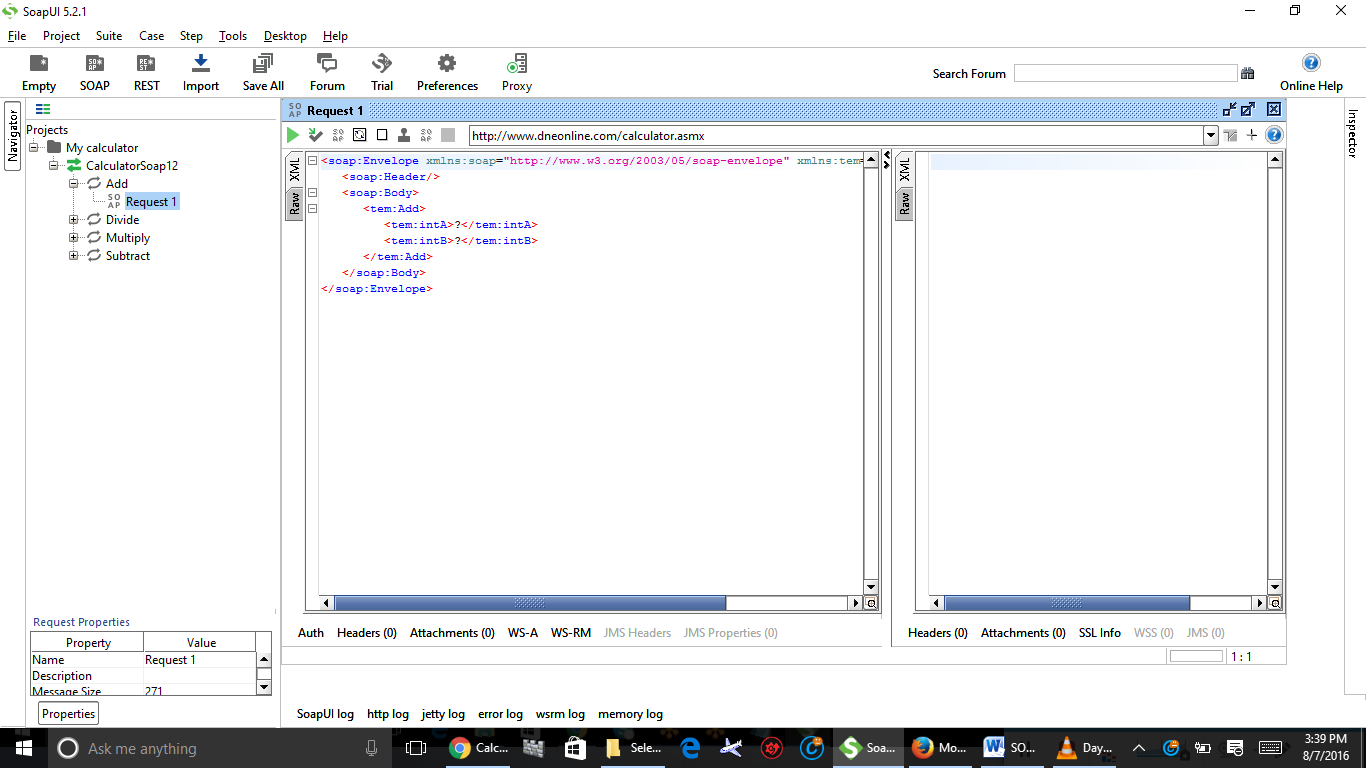 SoapUI 5.2.1
File Project Suite Case Step Tools Desktop Help
Empty SOAP REST Import Save All Forum Trial Preferences Proxy
Search Forum
Online Help
Navigator
Projects
My calculator
CalculatorSoap12
Add
Request 1
Divide
Multiply
Subtract
Request Properties
Property Value
Name Request 1
Description
Message Size 271
Properties
Request 1
http://www.dneonline.com/calculator.asmx
XML
Raw
<soap:Envelope xmlns:soap="http://www.w3.org/2003/05/soap-envelope" xmlns:tem=
<soap:Header/>
<soap:Body>
<tem:Add>
<tem:intA>?</tem:intA>
<tem:intB>?</tem:intB>
</tem:Add>
</soap:Body>
</soap:Envelope>
Auth Headers (0) Attachments (0) WS-A WS-RM JMS Headers JMS Properties (0)
XML
Raw
Headers (0) Attachments (0) SSL Info WSS (0) JMS (0)
1 : 1
Inspector
SoapUI log http log jetty log error log wsrm log memory log
Ask me anything
Calc...
Sele...
Soa...
Mo...
SO...
Day...
3:39 PM
8/7/2016